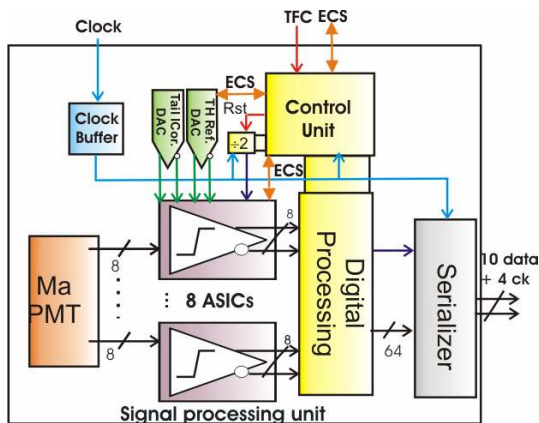 Clock
TFC
ECS
Clock
Buffer
Tail ICor.
DAC
TH Ref.
DAC
ECS
Rst
÷2
Control
Unit
ECS
Ma
PMT
8
8
8 ASICs
8
8
Digital
Processing
64
Serializer
10 data
+ 4 ck
Signal processing unit